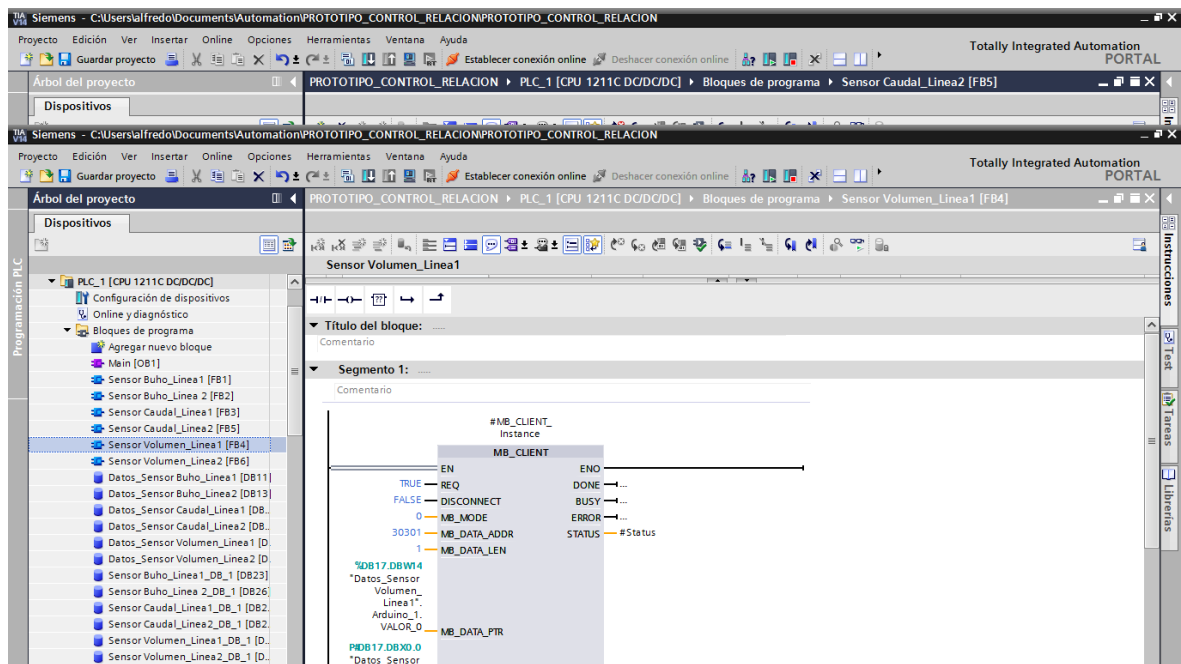 TIA V14 Siemens - C:\Users\alfredo\Documents\Automation\PROTOTIPO_CONTROL_RELACION\PROTOTIPO_CONTROL_RELACION
Proyecto Edición Ver Insertar Online Opciones Herramientas Ventana Ayuda
Totally Integrated Automation
PORTAL
Guardar proyecto Establecer conexión online Deshacer conexión online
Árbol del proyecto
PROTOTIPO_CONTROL_RELACION PLC_1 [CPU 1211C DC/DC/DC] Bloques de programa Sensor Caudal_Linea2 [FB5]
Dispositivos
TIA V14 Siemens - C:\Users\alfredo\Documents\Automation\PROTOTIPO_CONTROL_RELACION\PROTOTIPO_CONTROL_RELACION
Proyecto Edición Ver Insertar Online Opciones Herramientas Ventana Ayuda
Totally Integrated Automation
PORTAL
Guardar proyecto Establecer conexión online Deshacer conexión online
Árbol del proyecto
PROTOTIPO_CONTROL_RELACION PLC_1 [CPU 1211C DC/DC/DC] Bloques de programa Sensor Volumen_Linea1 [FB4]
Dispositivos
Programación PLC
PLC_1 [CPU 1211C DC/DC/DC]
Configuración de dispositivos
Online y diagnóstico
Bloques de programa
Agregar nuevo bloque
Main [OB1]
Sensor Buho_Linea1 [FB1]
Sensor Buho_Linea 2 [FB2]
Sensor Caudal_Linea1 [FB3]
Sensor Caudal_Linea2 [FB5]
Sensor Volumen_Linea1 [FB4]
Sensor Volumen_Linea2 [FB6]
Datos_Sensor Buho_Linea1 [DB11]
Datos_Sensor Buho_Linea2 [DB13]
Datos_Sensor Caudal_Linea1 [DB..
Datos_Sensor Caudal_Linea2 [DB..
Datos_Sensor Volumen_Linea1 [D.
Datos_Sensor Volumen_Linea2 [D.
Sensor Buho_Linea1_DB_1 [DB23]
Sensor Buho_Linea 2_DB_1 [DB26]
Sensor Caudal_Linea1_DB_1 [DB2.
Sensor Caudal_Linea2_DB_1 [DB2.
Sensor Volumen_Linea1_DB_1 [D..
Sensor Volumen_Linea2_DB_1 [D..
Sensor Volumen_Linea1
??
Título del bloque: .....
Comentario
Segmento 1: .....
Comentario
#MB_CLIENT_
Instance
MB_CLIENT
EN ENO
TRUE REQ DONE ...
FALSE DISCONNECT BUSY ...
0 MB_MODE ERROR ...
30301 MB_DATA_ADDR STATUS #Status
1 MB_DATA_LEN
%DB17.DBW14
"Datos_Sensor
Volumen_
Linea1".
Arduino_1.
VALOR_0 MB_DATA_PTR
P#DB17.DBX0.0
"Datos_Sensor
Instrucciones
Test
Tareas
Librerías